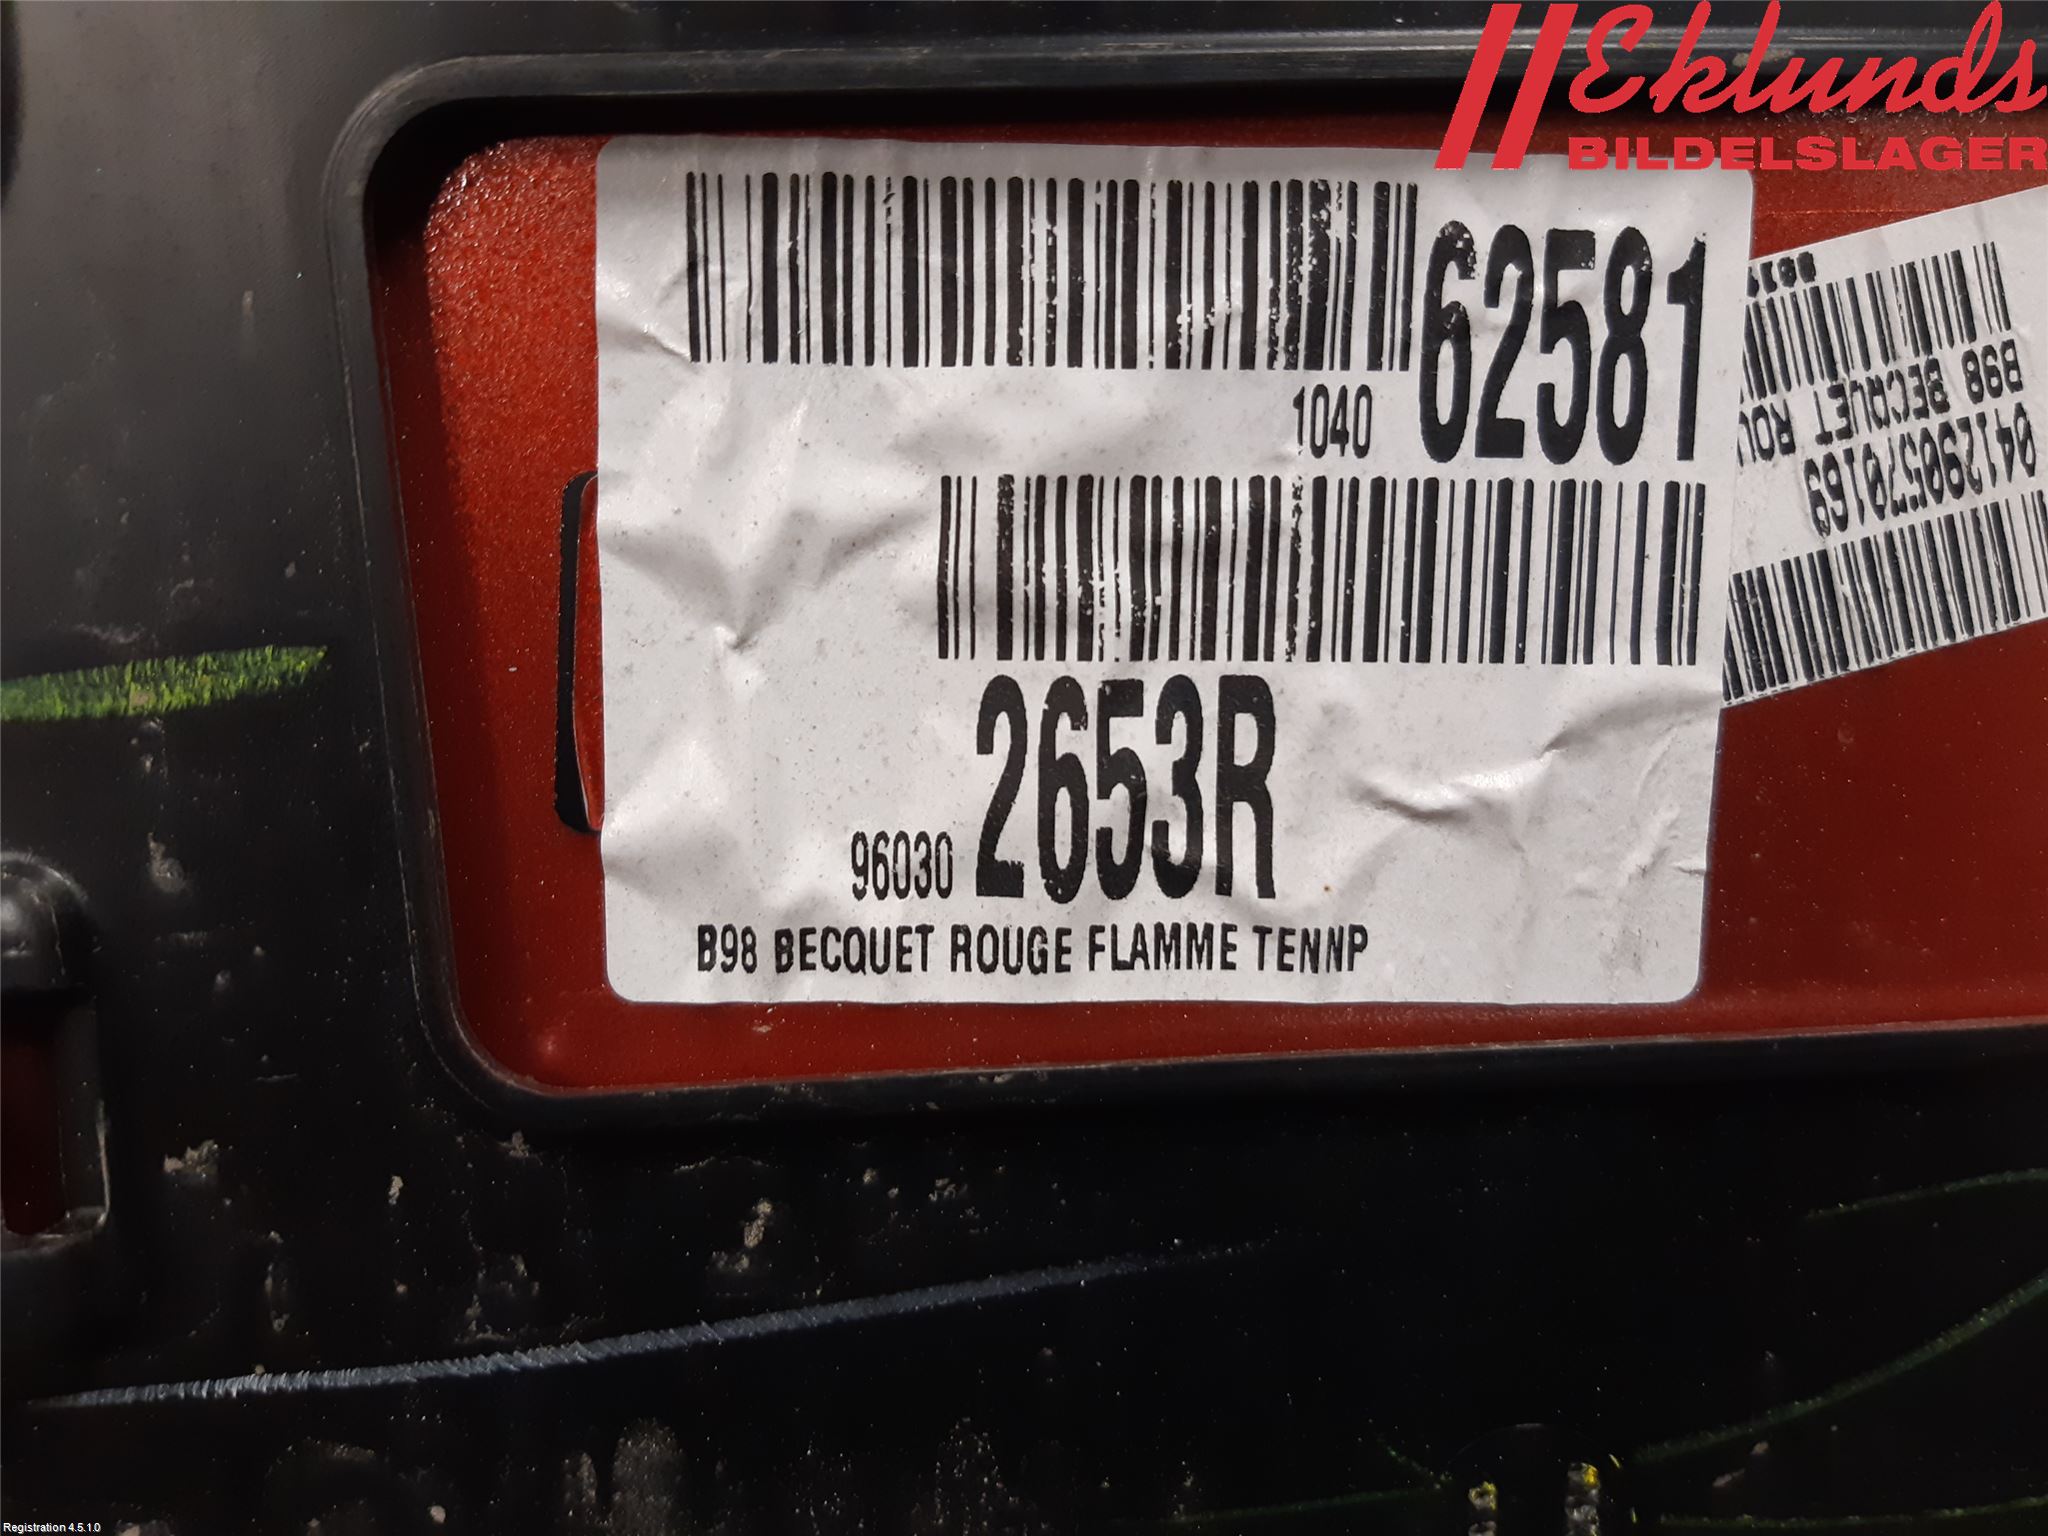 Eklunds
BILDELSLAGER
1040 62581
96030 2653R
B98 BECQUET ROUGE FLAMME TENNP
041290570169
B98 BECQUET ROU
Registration 4.5.1.0